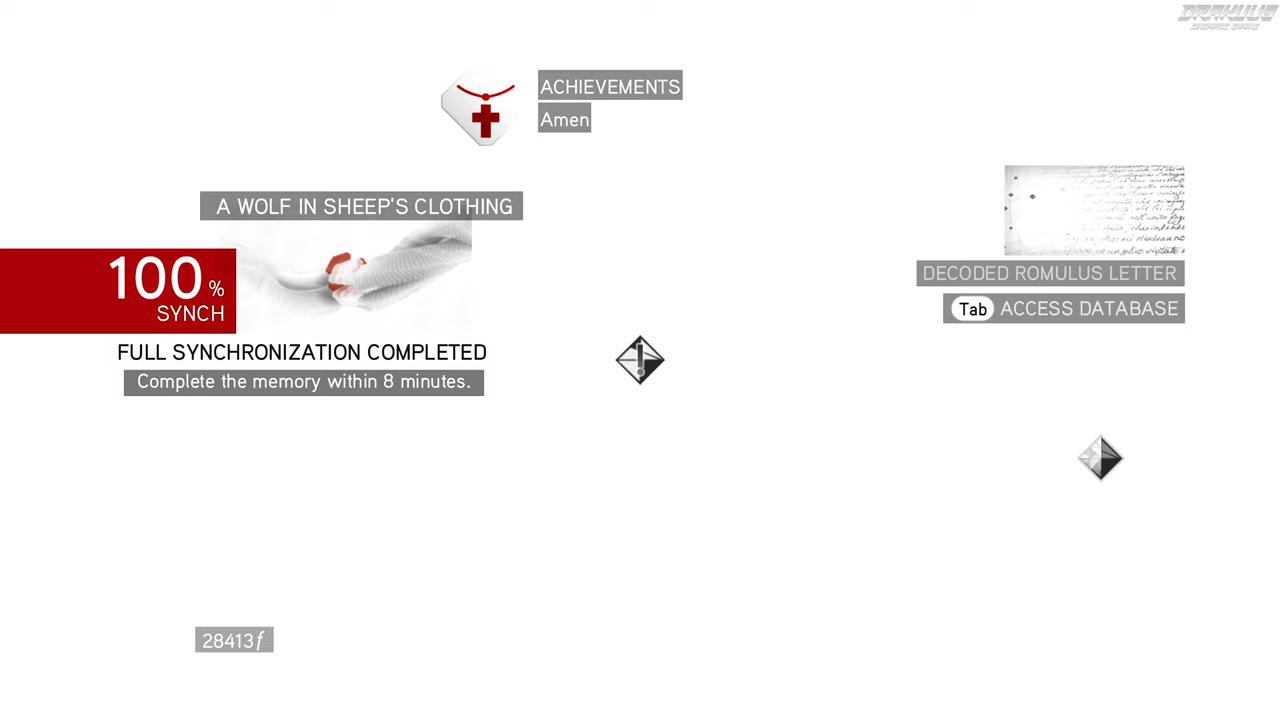 DRAKWUG
ACHIEVEMENTS
Amen
A WOLF IN SHEEP'S CLOTHING
100%
SYNCH
FULL SYNCHRONIZATION COMPLETED
Complete the memory within 8 minutes.
DECODED ROMULUS LETTER
Tab ACCESS DATABASE
28413ƒ